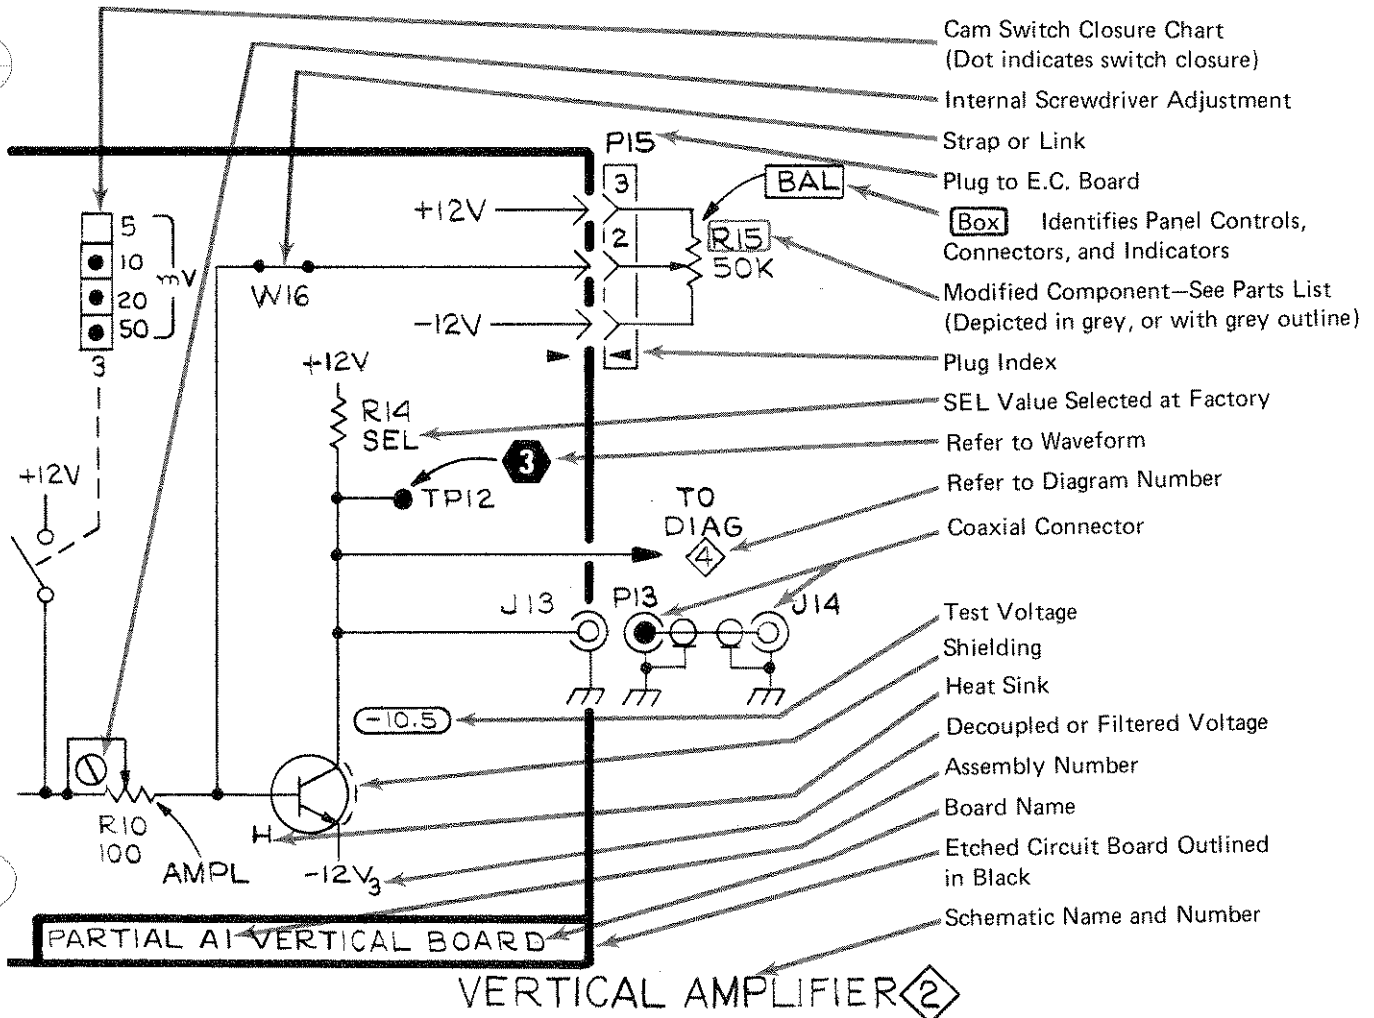 Cam Switch Closure Chart
(Dot indicates switch closure)
Internal Screwdriver Adjustment
Strap or Link
Plug to E.C. Board
Box Identifies Panel Controls,
Connectors, and Indicators
Modified Component—See Parts List
(Depicted in grey, or with grey outline)
Plug Index
SEL Value Selected at Factory
Refer to Waveform
Refer to Diagram Number
Coaxial Connector
Test Voltage
Shielding
Heat Sink
Decoupled or Filtered Voltage
Assembly Number
Board Name
Etched Circuit Board Outlined
in Black
Schematic Name and Number
P15
3
BAL
+12V
2
R15
50K
5
10
20
50
mV
3
W16
-12V
+12V
R14
SEL
3
TP12
+12V
TO
DIAG
4
J13
P13
J14
-10.5
R10
100
AMPL
H
-12V3
PARTIAL A1 VERTICAL BOARD
VERTICAL AMPLIFIER 2